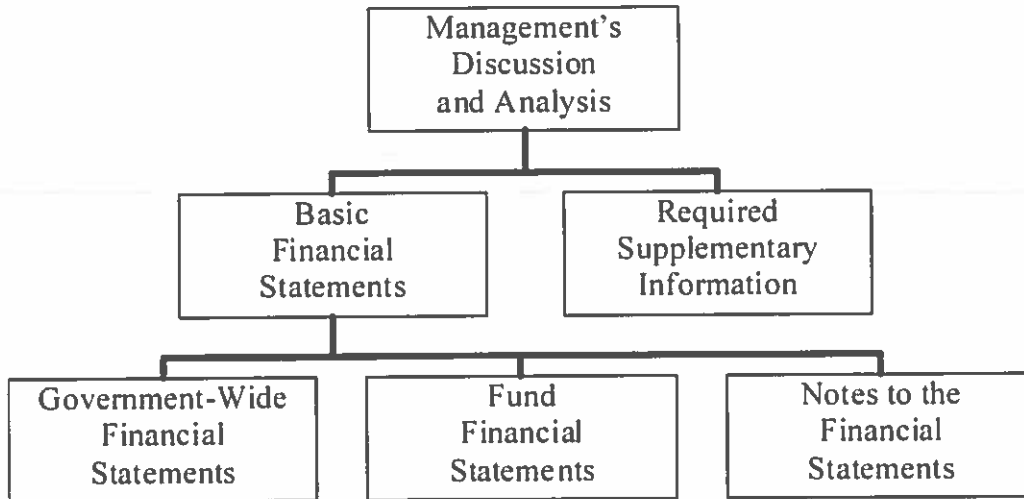 Management's
Discussion
and Analysis
Basic
Financial
Statements
Required
Supplementary
Information
Government-Wide
Financial
Statements
Fund
Financial
Statements
Notes to the
Financial
Statements